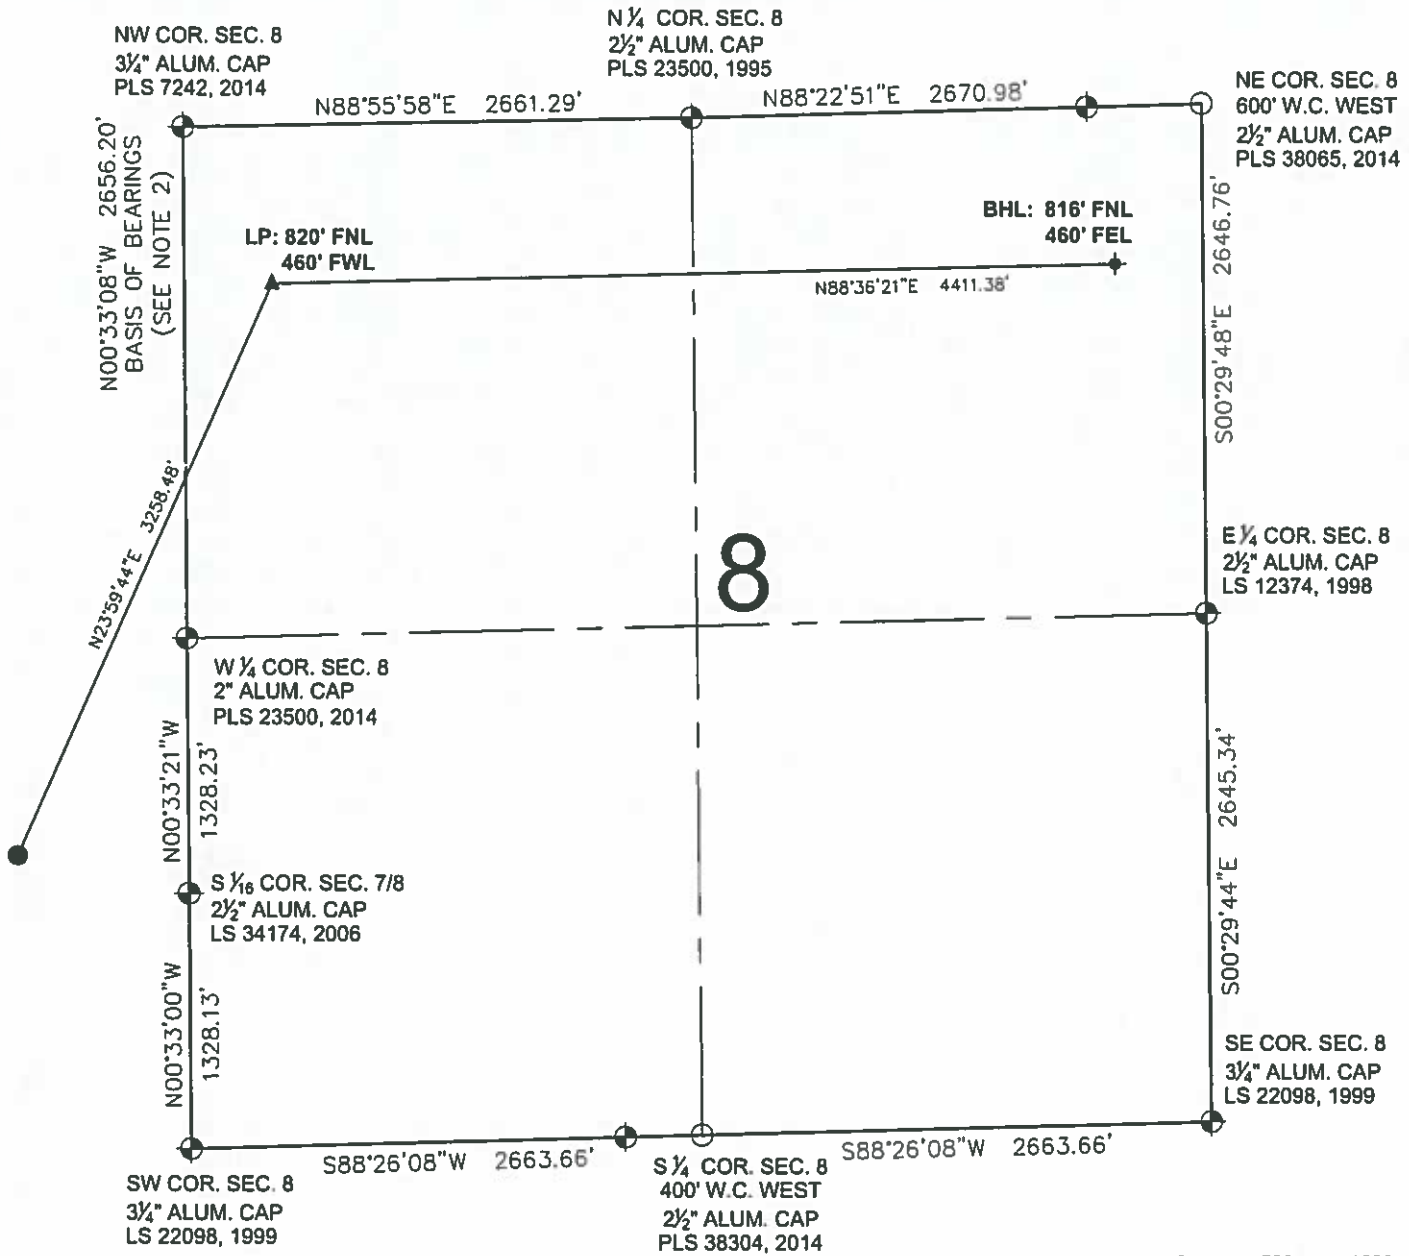 NW COR. SEC. 8
3¼" ALUM. CAP
PLS 7242, 2014
N ¼ COR. SEC. 8
2½" ALUM. CAP
PLS 23500, 1995
NE COR. SEC. 8
600' W.C. WEST
2½" ALUM. CAP
PLS 38065, 2014
N88°55'58"E 2661.29'
N88°22'51"E 2670.98'
N00°33'08"W 2656.20'
BASIS OF BEARINGS
(SEE NOTE 2)
LP: 820' FNL
460' FWL
BHL: 816' FNL
460' FEL
N88°36'21"E 4411.38'
S00°29'48"E 2646.76'
N23°59'44"E 3258.48'
8
E ¼ COR. SEC. 8
2½" ALUM. CAP
LS 12374, 1998
W ¼ COR. SEC. 8
2" ALUM. CAP
PLS 23500, 2014
N00°33'21"W
1328.23'
S00°29'44"E 2645.34'
S 1/16 COR. SEC. 7/8
2½" ALUM. CAP
LS 34174, 2006
N00°33'00"W
1328.13'
SE COR. SEC. 8
3¼" ALUM. CAP
LS 22098, 1999
S88°26'08"W 2663.66'
S88°26'08"W 2663.66'
SW COR. SEC. 8
3¼" ALUM. CAP
LS 22098, 1999
S ¼ COR. SEC. 8
400' W.C. WEST
2½" ALUM. CAP
PLS 38304, 2014